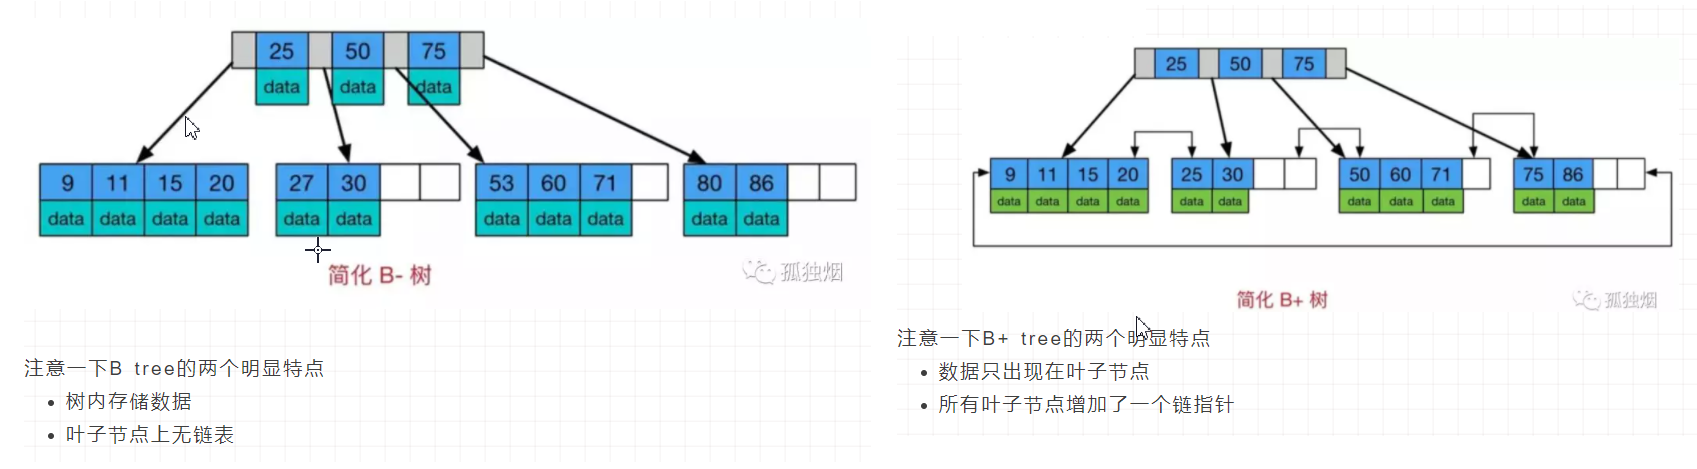 25 50 75
data data data
9 11 15 20 27 30 53 60 71 80 86
data data data data data data data data data data data
简化 B- 树
孤独烟
注意一下B tree的两个明显特点
树内存储数据
叶子节点上无链表
25 50 75
9 11 15 20 25 30 50 60 71 75 86
data data data data data data data data data data data
简化 B+ 树
孤独烟
注意一下B+ tree的两个明显特点
数据只出现在叶子节点
所有叶子节点增加了一个链指针